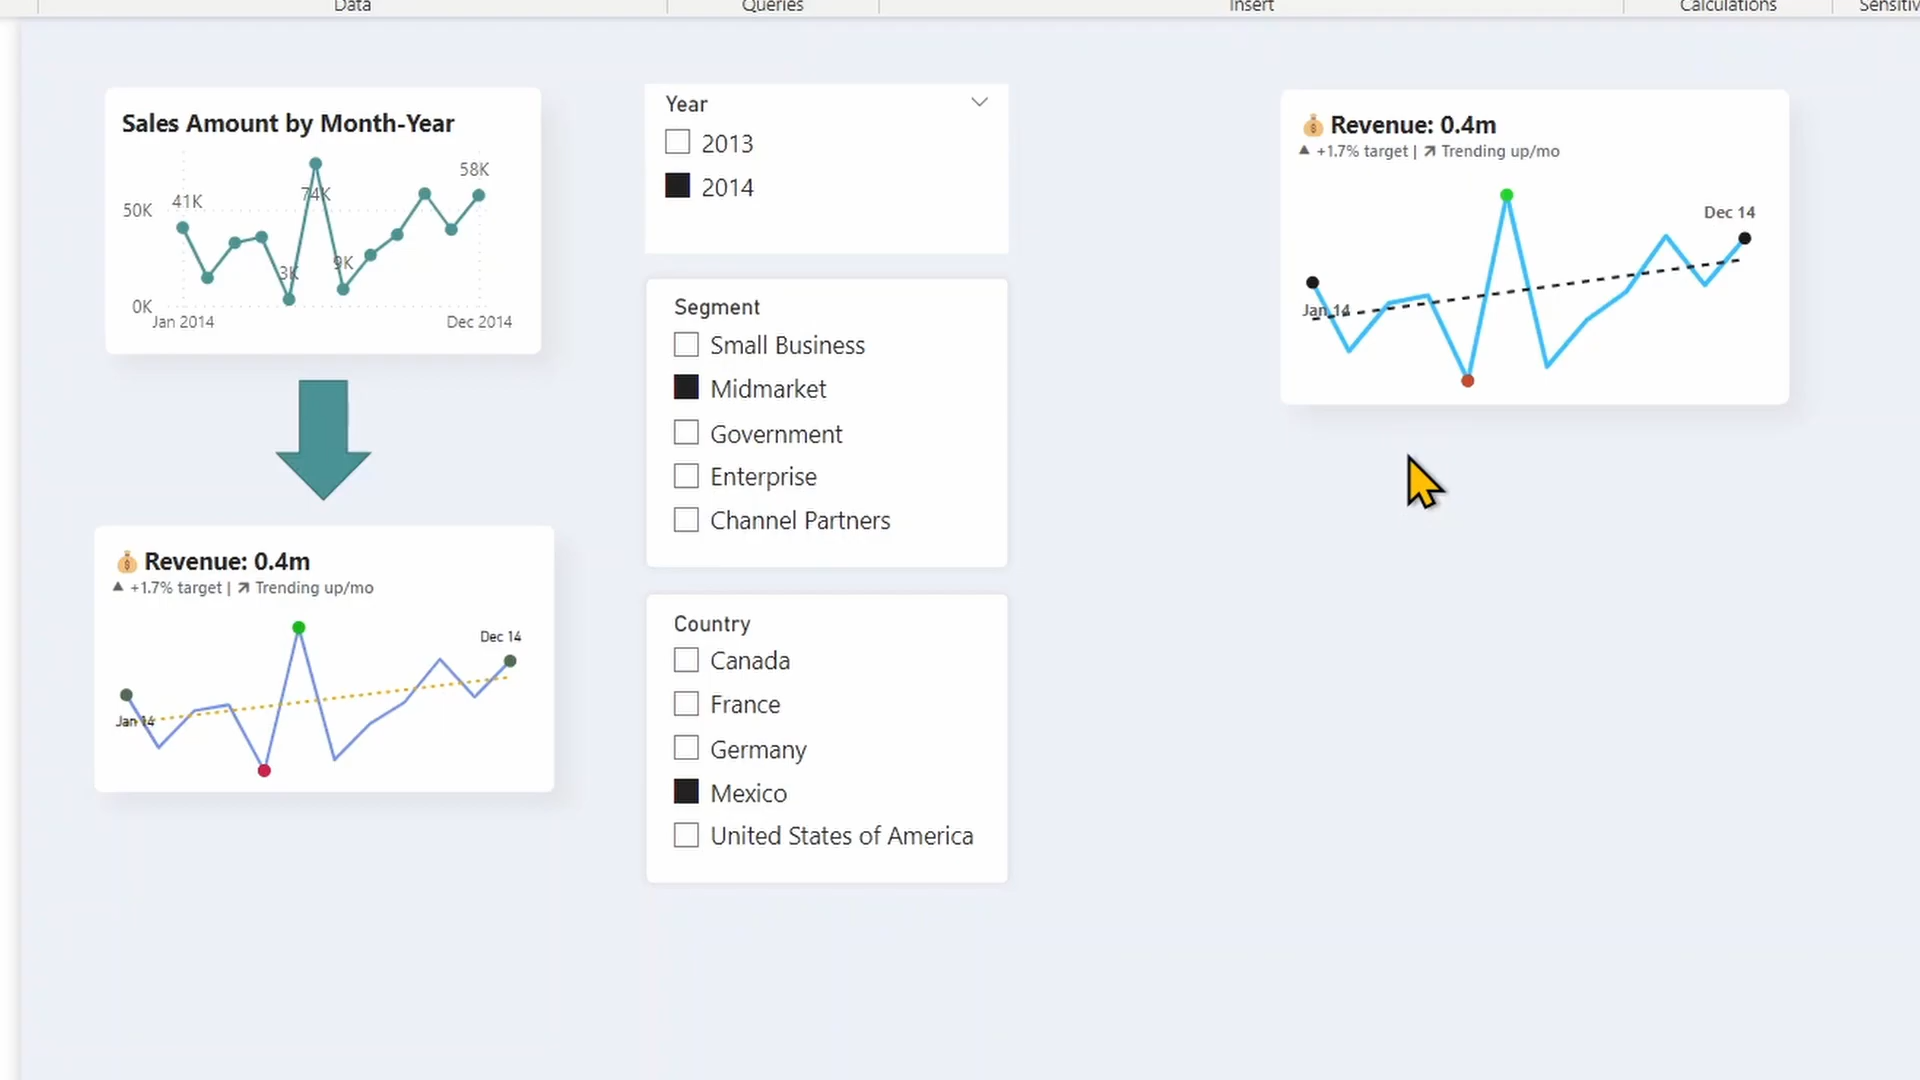 Data
Queries
Insert
Calculations
Sales Amount by Month-Year
58K
41K
74K
50K
9K
3K
0K
Jan 2014
Dec 2014
Revenue: 0.4m
+1.7% target | Trending up/mo
Dec 14
Jan 14
Year
2013
2014
Segment
Small Business
Midmarket
Government
Enterprise
Channel Partners
Country
Canada
France
Germany
Mexico
United States of America
Revenue: 0.4m
+1.7% target | Trending up/mo
Dec 14
Jan 14